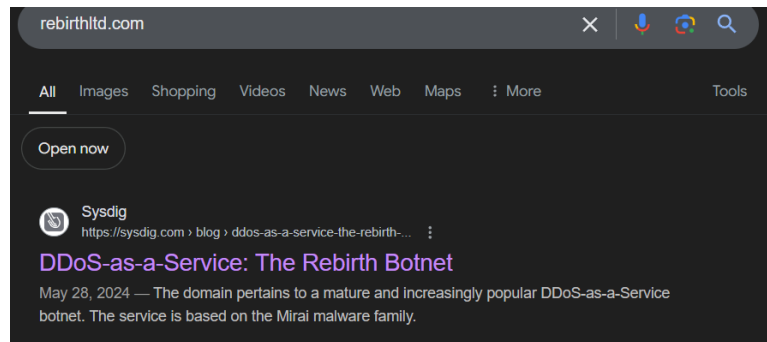 rebirthltd.com
All Images Shopping Videos News Web Maps More Tools
Open now
Sysdig
https://sysdig.com › blog › ddos-as-a-service-the-rebirth-...
DDoS-as-a-Service: The Rebirth Botnet
May 28, 2024 — The domain pertains to a mature and increasingly popular DDoS-as-a-Service
botnet. The service is based on the Mirai malware family.